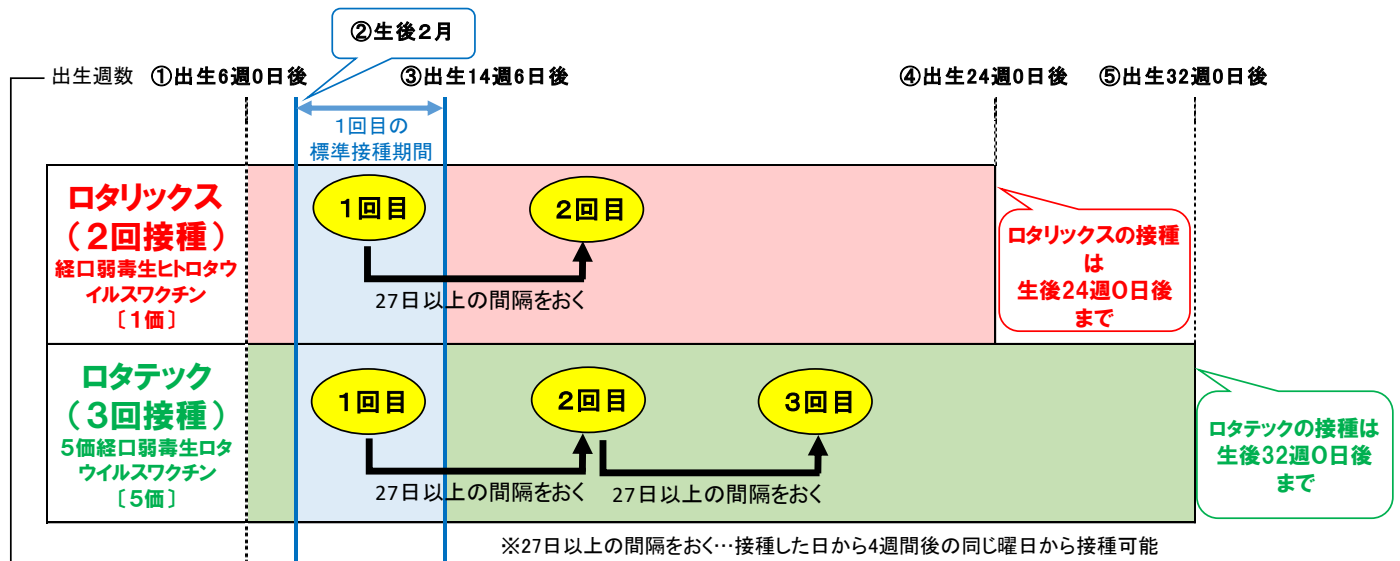 ②生後２月
出生週数 ①出生6週0日後 ③出生14週6日後 ④出生24週0日後 ⑤出生32週0日後
1回目の
標準接種期間
ロタリックス
（２回接種）
経口弱毒生ヒトロタウ
イルスワクチン
〔１価〕
１回目 ２回目
27日以上の間隔をおく
ロタリックスの接種
は
生後24週0日後
まで
ロタテック
（３回接種）
５価経口弱毒生ロタ
ウイルスワクチン
〔５価〕
１回目 ２回目 ３回目
27日以上の間隔をおく 27日以上の間隔をおく
ロタテックの接種は
生後32週0日後
まで
※27日以上の間隔をおく…接種した日から4週間後の同じ曜日から接種可能